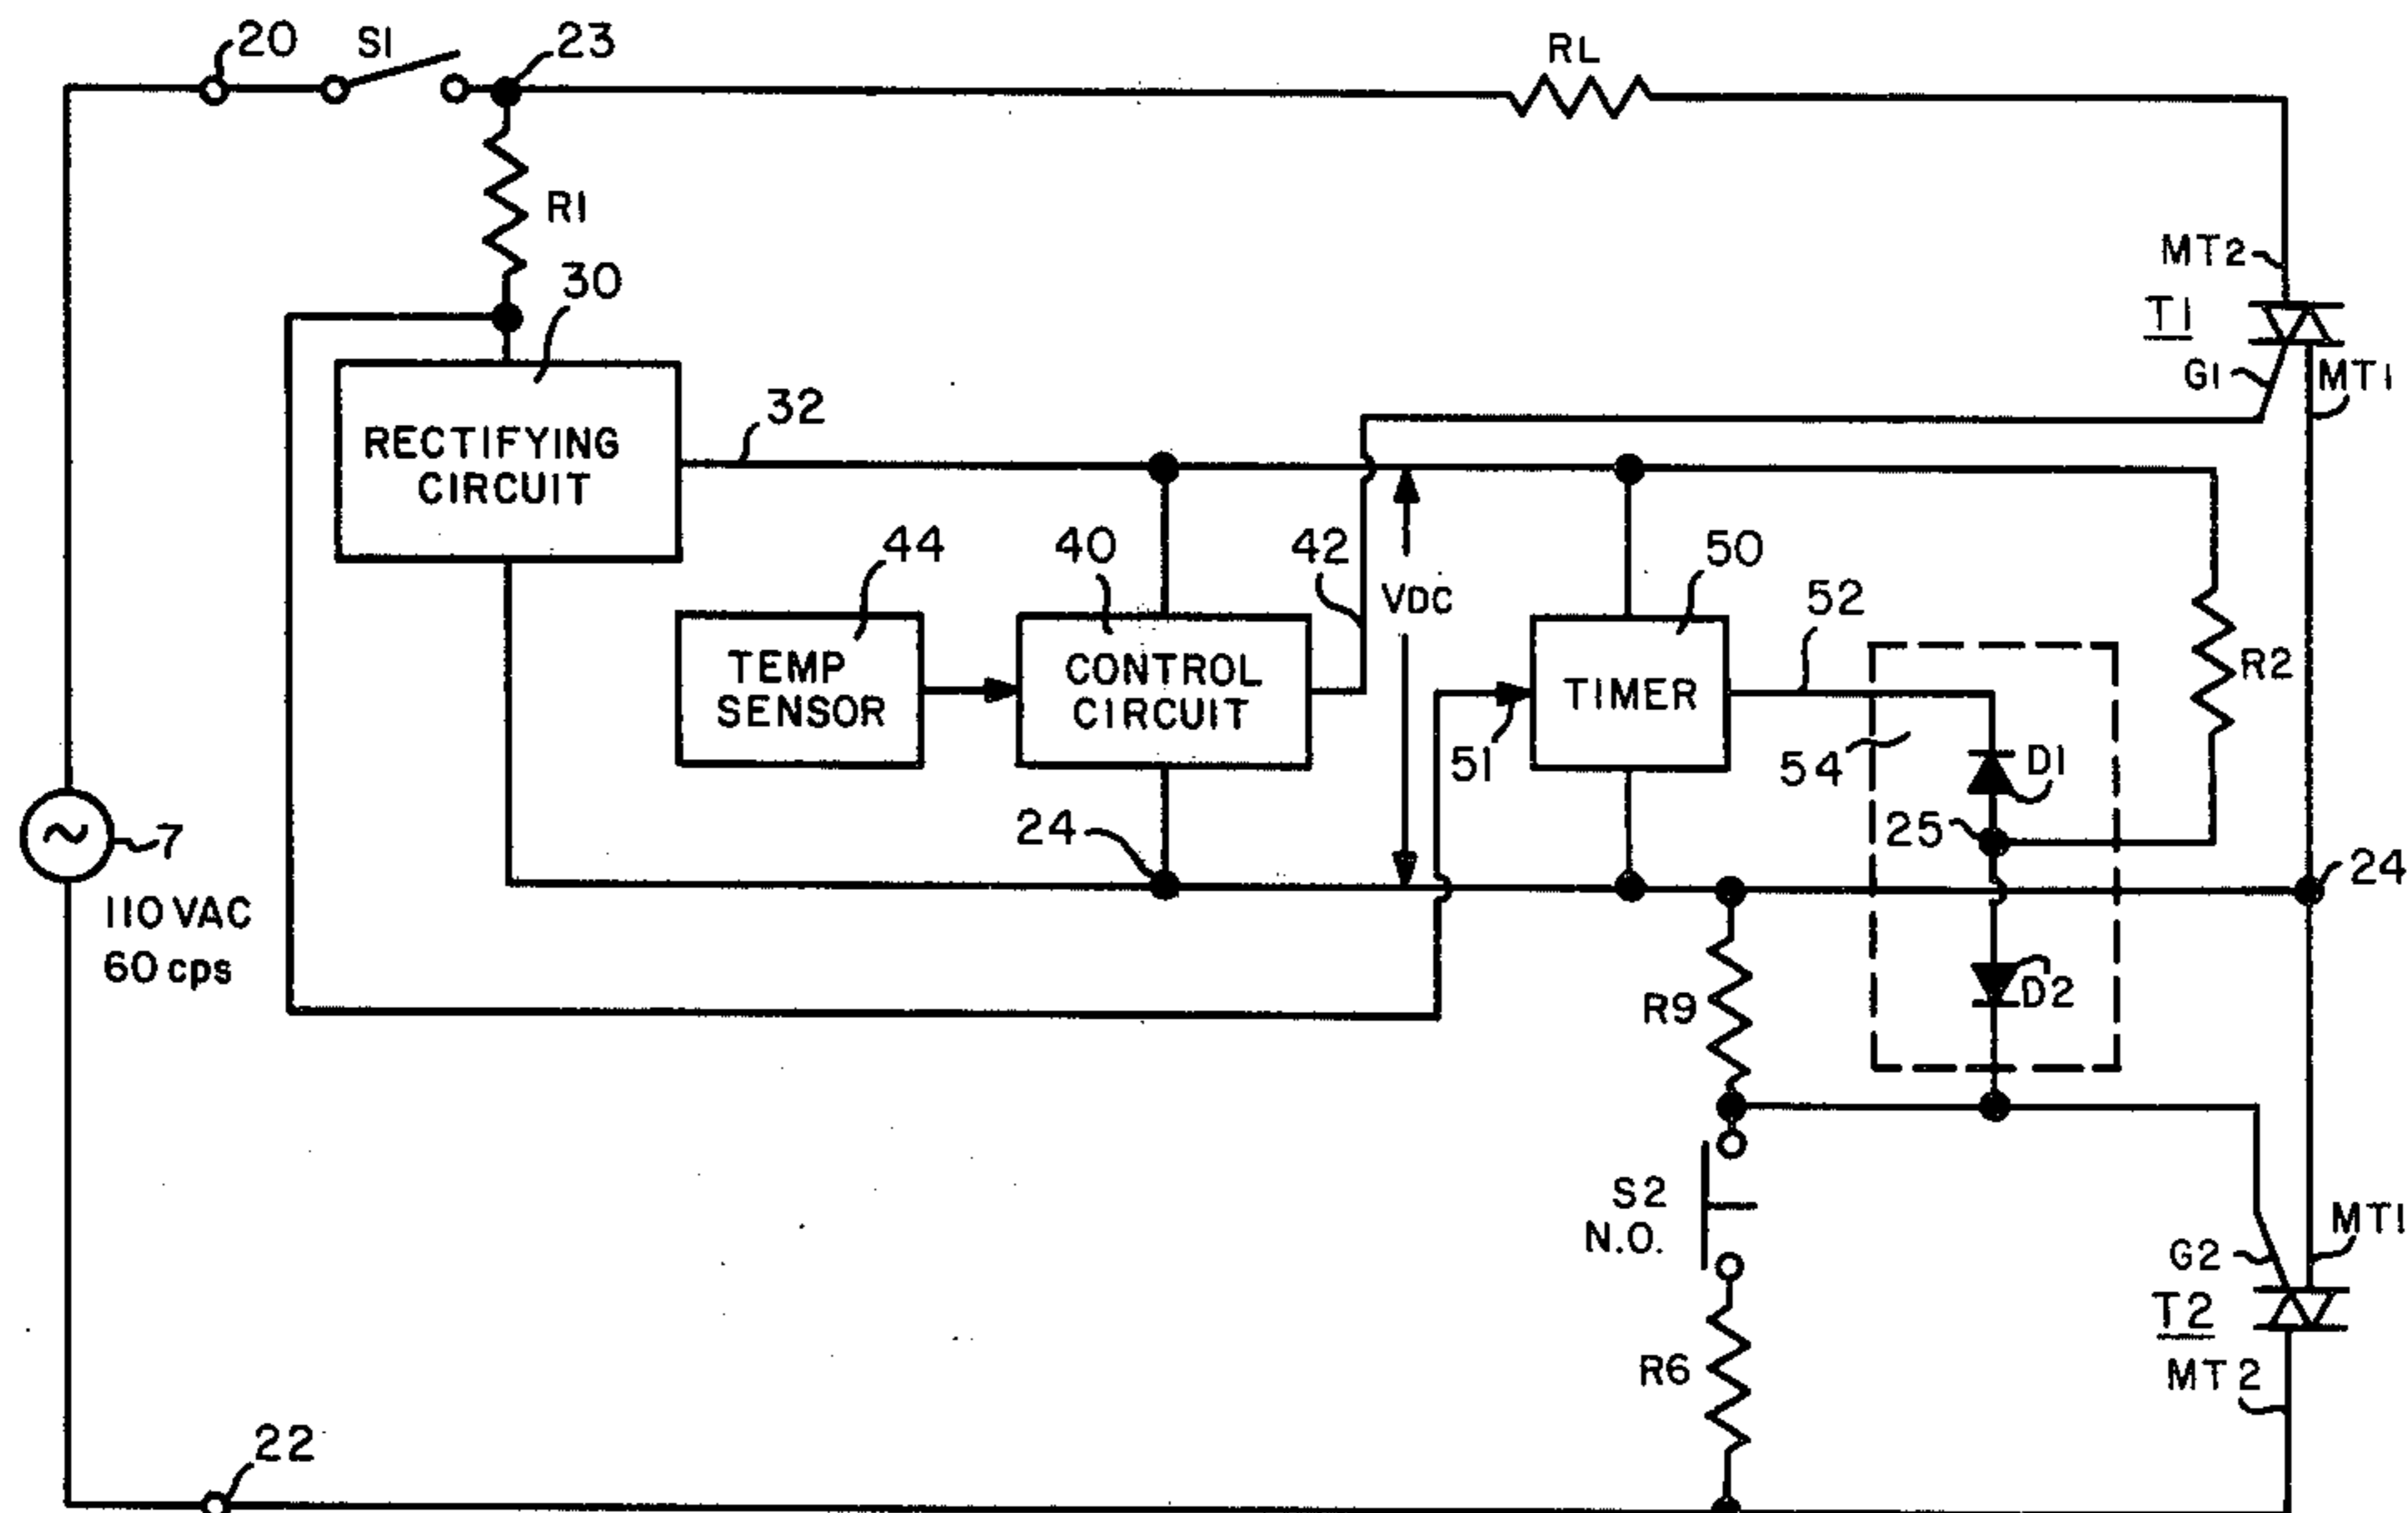 20
S1
23
RL
R1
30
MT2
T1
G1
MT1
32
RECTIFYING
CIRCUIT
44
40
42
VDC
50
52
TEMP
SENSOR
CONTROL
CIRCUIT
TIMER
R2
51
54
D1
25
24
24
7
110 VAC
60 cps
R9
D2
S2
N.O.
MT1
G2
T2
R6
MT2
22